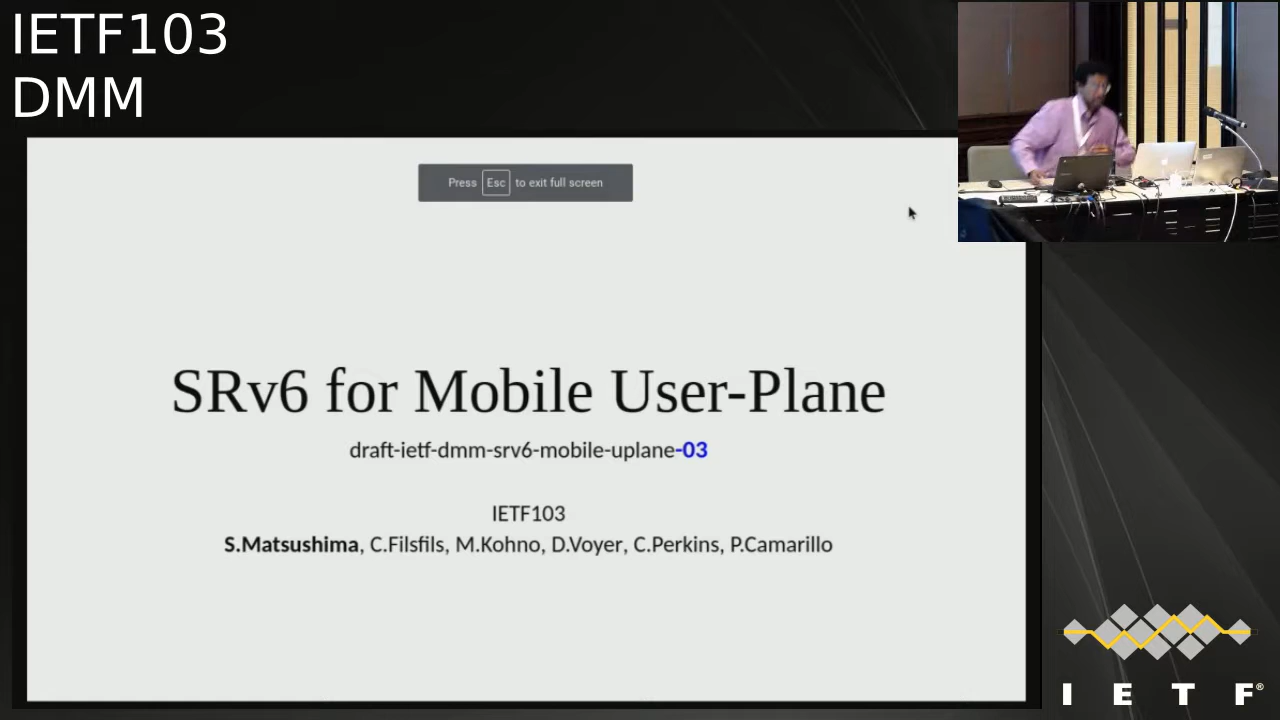 IETF103
DMM
Press Esc to exit full screen
SRv6 for Mobile User-Plane
draft-ietf-dmm-srv6-mobile-uplane-03
IETF103
S.Matsushima, C.Filsfils, M.Kohno, D.Voyer, C.Perkins, P.Camarillo
I E T F®